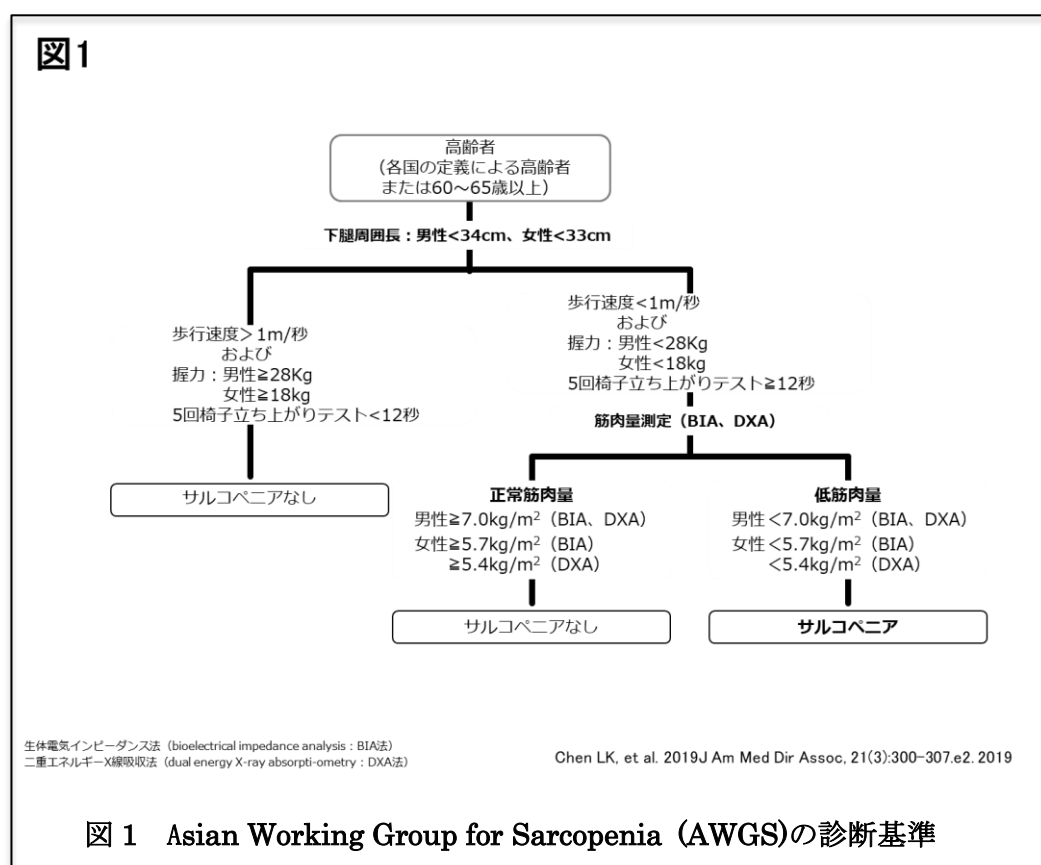 図1
高齢者
（各国の定義による高齢者
または60～65歳以上）
下腿周囲長：男性<34cm、女性<33cm
歩行速度＞1m/秒
および
握力：男性≧28Kg
女性≧18kg
5回椅子立ち上がりテスト<12秒
サルコペニアなし
歩行速度<1m/秒
および
握力：男性<28Kg
女性<18kg
5回椅子立ち上がりテスト≧12秒
筋肉量測定（BIA、DXA）
正常筋肉量
男性≧7.0kg/m²（BIA、DXA）
女性≧5.7kg/m²（BIA）
≧5.4kg/m²（DXA）
サルコペニアなし
低筋肉量
男性<7.0kg/m²（BIA、DXA）
女性<5.7kg/m²（BIA）
<5.4kg/m²（DXA）
サルコペニア
生体電気インピーダンス法（bioelectrical impedance analysis：BIA法）
二重エネルギーX線吸収法（dual energy X-ray absorpti-ometry：DXA法）
Chen LK, et al. 2019J Am Med Dir Assoc, 21(3):300-307.e2. 2019
図 1　Asian Working Group for Sarcopenia (AWGS)の診断基準